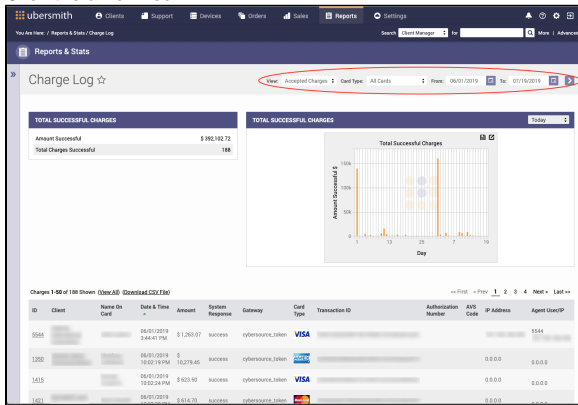 ubersmith Clients Support Devices Orders Sales Reports Settings
You Are Here: / Reports & Stats / Charge Log Search Client Manager for More | Advanced
Reports & Stats
Charge Log
View: Accepted Charges Card Type: All Cards From: 06/01/2019 To: 07/19/2019
TOTAL SUCCESSFUL CHARGES
Amount Successful $ 392,102.72
Total Charges Successful 188
TOTAL SUCCESSFUL CHARGES Today
Total Successful Charges
Amount Successful $
150k
100k
50k
0
1 10 7 19
Day
Charges 1-50 of 188 Shown (View All) (Download CSV File) << First < Prev 1 2 3 4 Next > Last >>
ID Client Name On Card Date & Time Amount System Response Gateway Card Type Transaction ID Authorization Number AVS Code IP Address Agent User/IP
5544 06/01/2019 3:44:41 PM $ 1,263.07 success cybersource_token VISA 5544
1350 06/01/2019 10:02:19 PM $ 10,279.45 success cybersource_token 0.0.0.0 0.0.0.0
1415 06/01/2019 10:02:24 PM $ 623.50 success cybersource_token VISA 0.0.0.0 0.0.0.0
1421 06/01/2019 $ 614.70 success cybersource_token 0.0.0.0